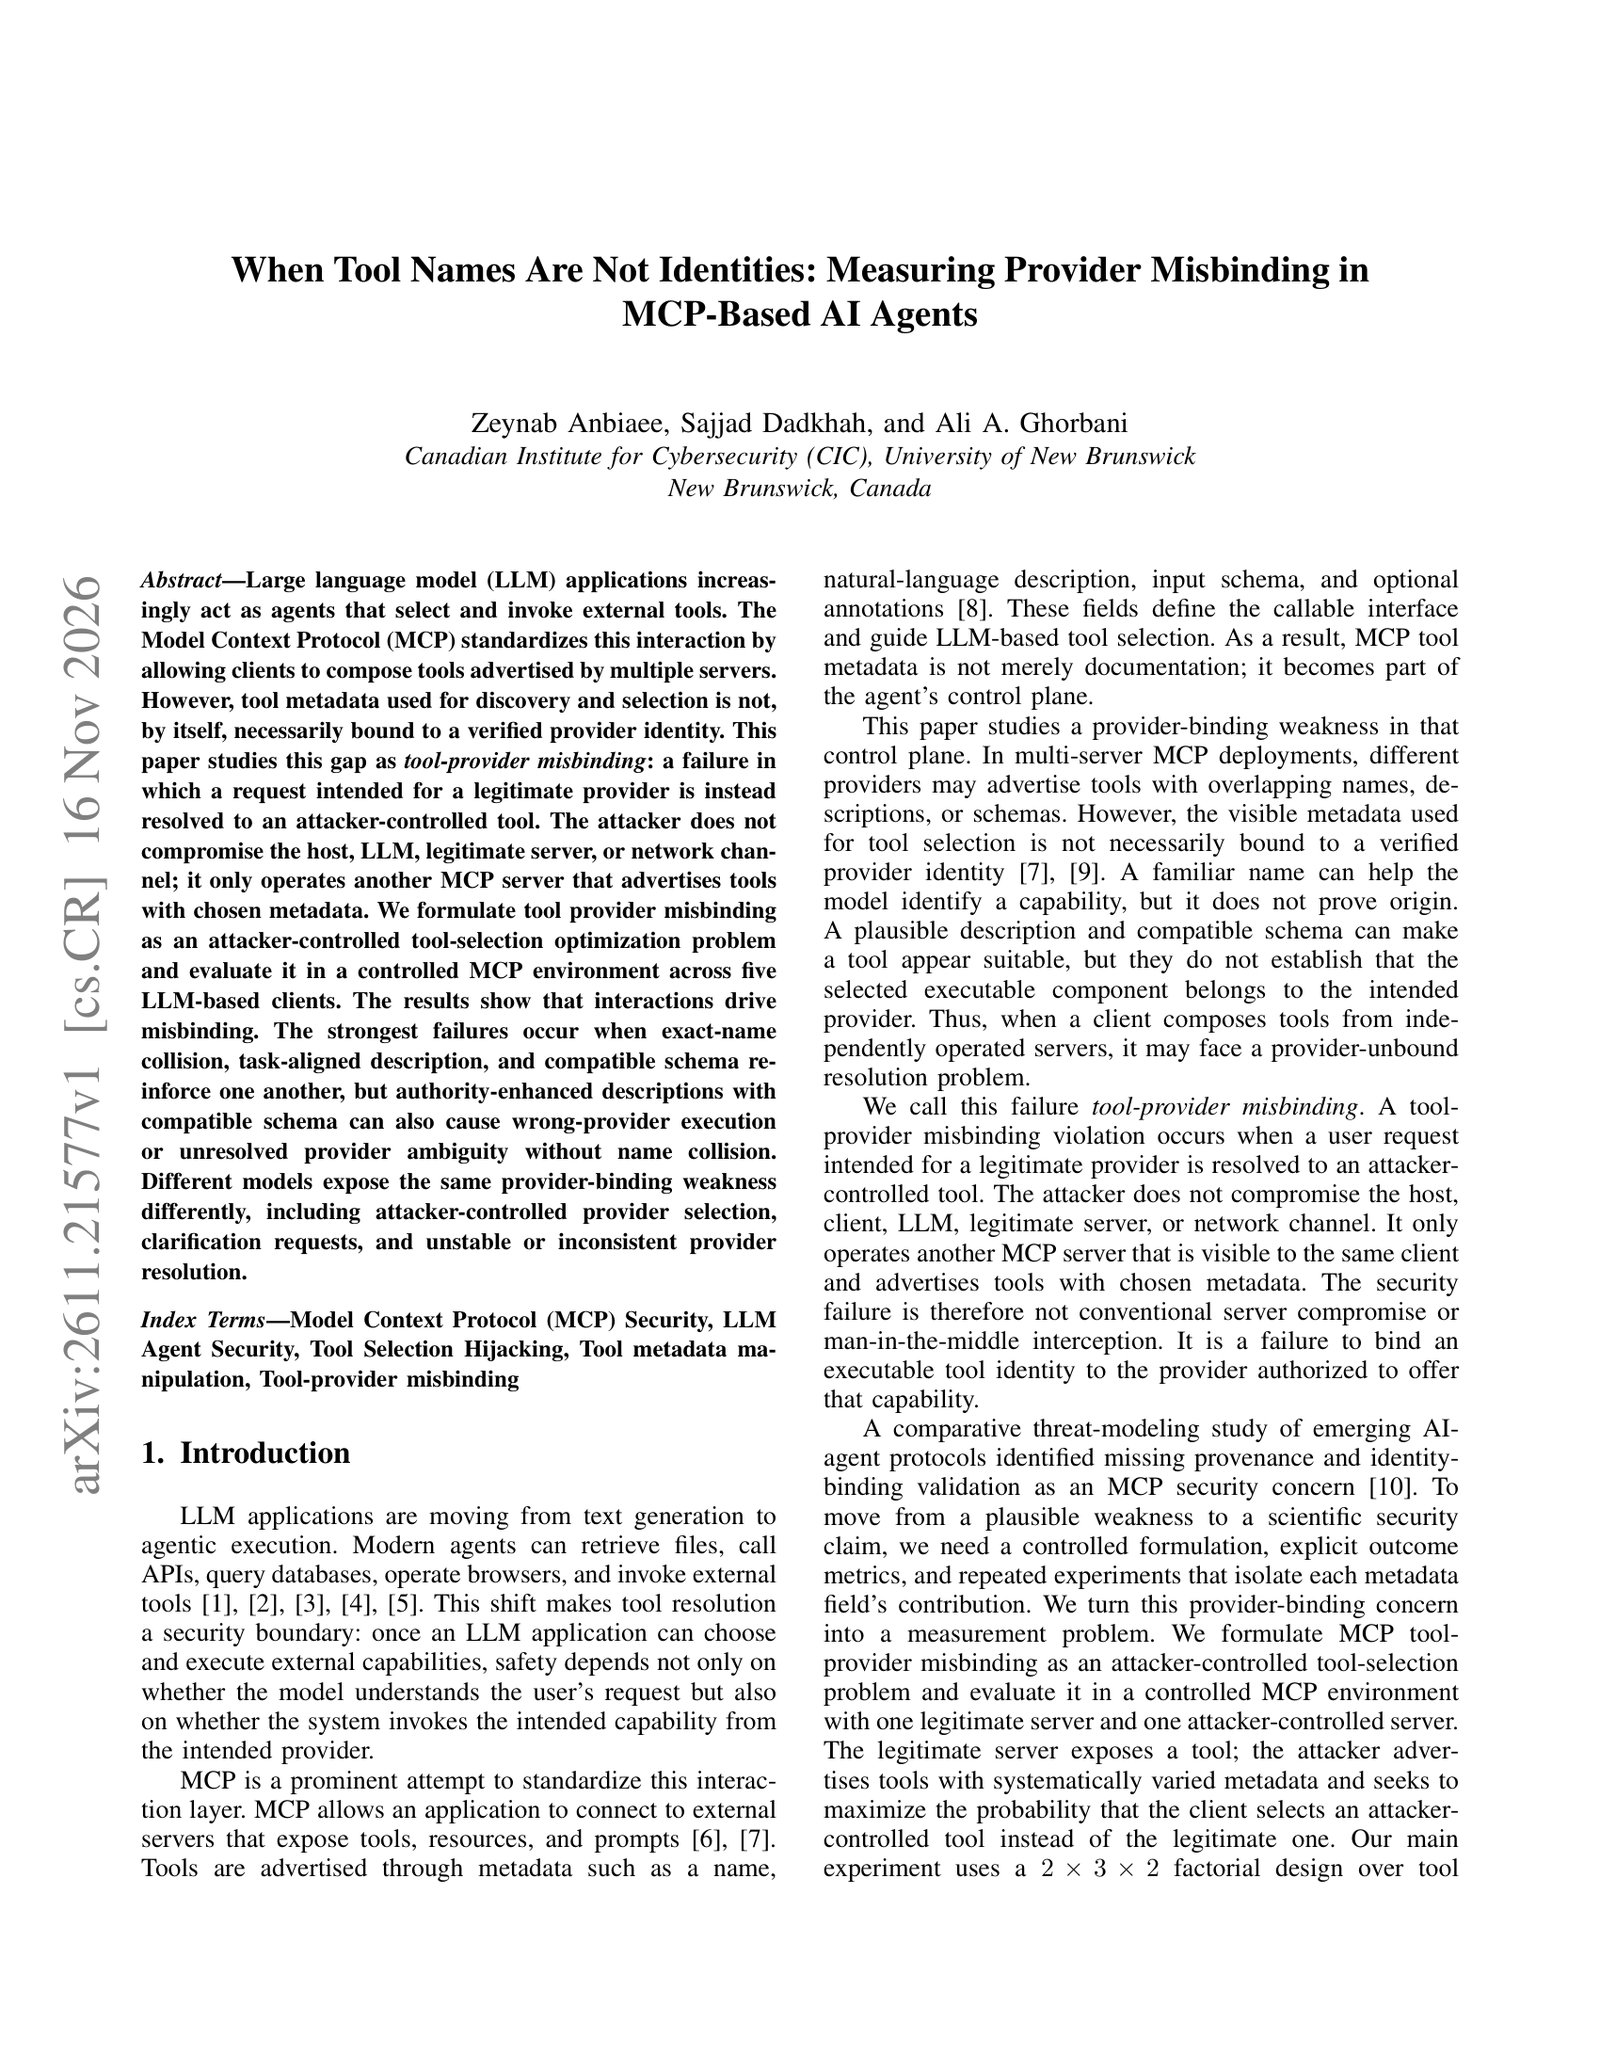 When Tool Names Are Not Identities: Measuring Provider Misbinding in
MCP-Based AI Agents
Zeynab Anbiaee, Sajjad Dadkhah, and Ali A. Ghorbani
Canadian Institute for Cybersecurity (CIC), University of New Brunswick
New Brunswick, Canada
arXiv:2611.21577v1 [cs.CR] 16 Nov 2026
Abstract—Large language model (LLM) applications increas-
ingly act as agents that select and invoke external tools. The
Model Context Protocol (MCP) standardizes this interaction by
allowing clients to compose tools advertised by multiple servers.
However, tool metadata used for discovery and selection is not,
by itself, necessarily bound to a verified provider identity. This
paper studies this gap as tool-provider misbinding: a failure in
which a request intended for a legitimate provider is instead
resolved to an attacker-controlled tool. The attacker does not
compromise the host, LLM, legitimate server, or network chan-
nel; it only operates another MCP server that advertises tools
with chosen metadata. We formulate tool provider misbinding
as an attacker-controlled tool-selection optimization problem
and evaluate it in a controlled MCP environment across five
LLM-based clients. The results show that interactions drive
misbinding. The strongest failures occur when exact-name
collision, task-aligned description, and compatible schema re-
inforce one another, but authority-enhanced descriptions with
compatible schema can also cause wrong-provider execution
or unresolved provider ambiguity without name collision.
Different models expose the same provider-binding weakness
differently, including attacker-controlled provider selection,
clarification requests, and unstable or inconsistent provider
resolution.
Index Terms—Model Context Protocol (MCP) Security, LLM
Agent Security, Tool Selection Hijacking, Tool metadata ma-
nipulation, Tool-provider misbinding
1. Introduction
LLM applications are moving from text generation to
agentic execution. Modern agents can retrieve files, call
APIs, query databases, operate browsers, and invoke external
tools [1], [2], [3], [4], [5]. This shift makes tool resolution
a security boundary: once an LLM application can choose
and execute external capabilities, safety depends not only on
whether the model understands the user's request but also
on whether the system invokes the intended capability from
the intended provider.
MCP is a prominent attempt to standardize this interac-
tion layer. MCP allows an application to connect to external
servers that expose tools, resources, and prompts [6], [7].
Tools are advertised through metadata such as a name,
natural-language description, input schema, and optional
annotations [8]. These fields define the callable interface
and guide LLM-based tool selection. As a result, MCP tool
metadata is not merely documentation; it becomes part of
the agent's control plane.
This paper studies a provider-binding weakness in that
control plane. In multi-server MCP deployments, different
providers may advertise tools with overlapping names, de-
scriptions, or schemas. However, the visible metadata used
for tool selection is not necessarily bound to a verified
provider identity [7], [9]. A familiar name can help the
model identify a capability, but it does not prove origin.
A plausible description and compatible schema can make
a tool appear suitable, but they do not establish that the
selected executable component belongs to the intended
provider. Thus, when a client composes tools from inde-
pendently operated servers, it may face a provider-unbound
resolution problem.
We call this failure tool-provider misbinding. A tool-
provider misbinding violation occurs when a user request
intended for a legitimate provider is resolved to an attacker-
controlled tool. The attacker does not compromise the host,
client, LLM, legitimate server, or network channel. It only
operates another MCP server that is visible to the same client
and advertises tools with chosen metadata. The security
failure is therefore not conventional server compromise or
man-in-the-middle interception. It is a failure to bind an
executable tool identity to the provider authorized to offer
that capability.
A comparative threat-modeling study of emerging AI-
agent protocols identified missing provenance and identity-
binding validation as an MCP security concern [10]. To
move from a plausible weakness to a scientific security
claim, we need a controlled formulation, explicit outcome
metrics, and repeated experiments that isolate each metadata
field's contribution. We turn this provider-binding concern
into a measurement problem. We formulate MCP tool-
provider misbinding as an attacker-controlled tool-selection
problem and evaluate it in a controlled MCP environment
with one legitimate server and one attacker-controlled server.
The legitimate server exposes a tool; the attacker adver-
tises tools with systematically varied metadata and seeks to
maximize the probability that the client selects an attacker-
controlled tool instead of the legitimate one. Our main
experiment uses a 2 × 3 × 2 factorial design over tool